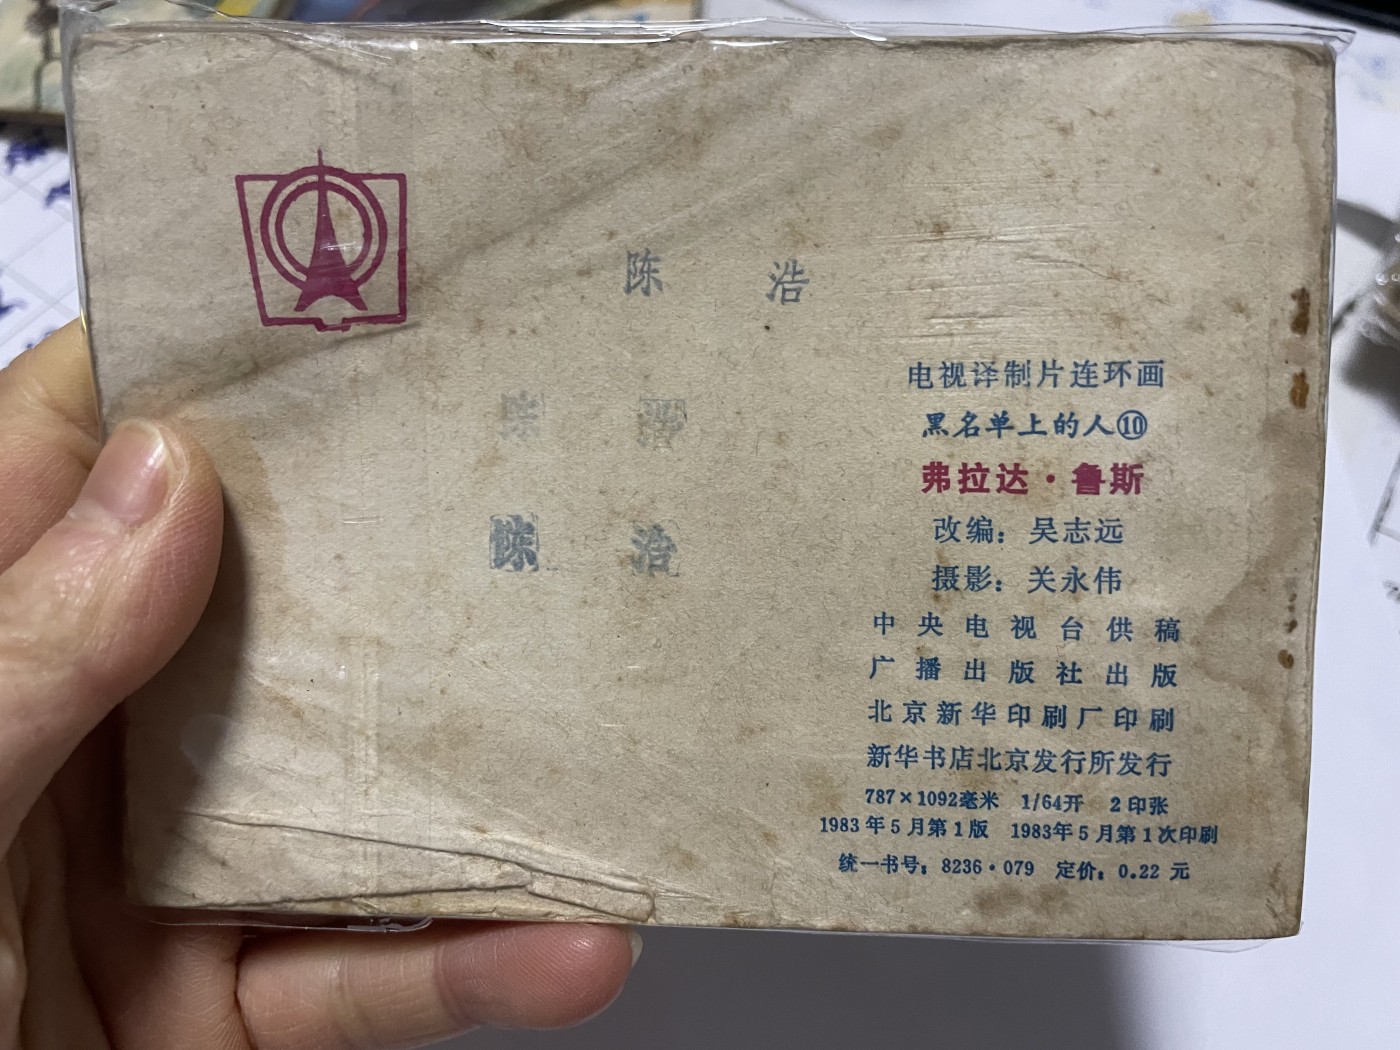 陈 浩
陈 浩
电视译制片连环画
黑名单上的人⑩
弗拉达·鲁斯
改编：吴志远
摄影：关永伟
中央电视台供稿
广播出版社出版
北京新华印刷厂印刷
新华书店北京发行所发行
787×1092毫米 1/64开 2印张
1983年5月第1版 1983年5月第1次印刷
统一书号：8236·079 定价：0.22元